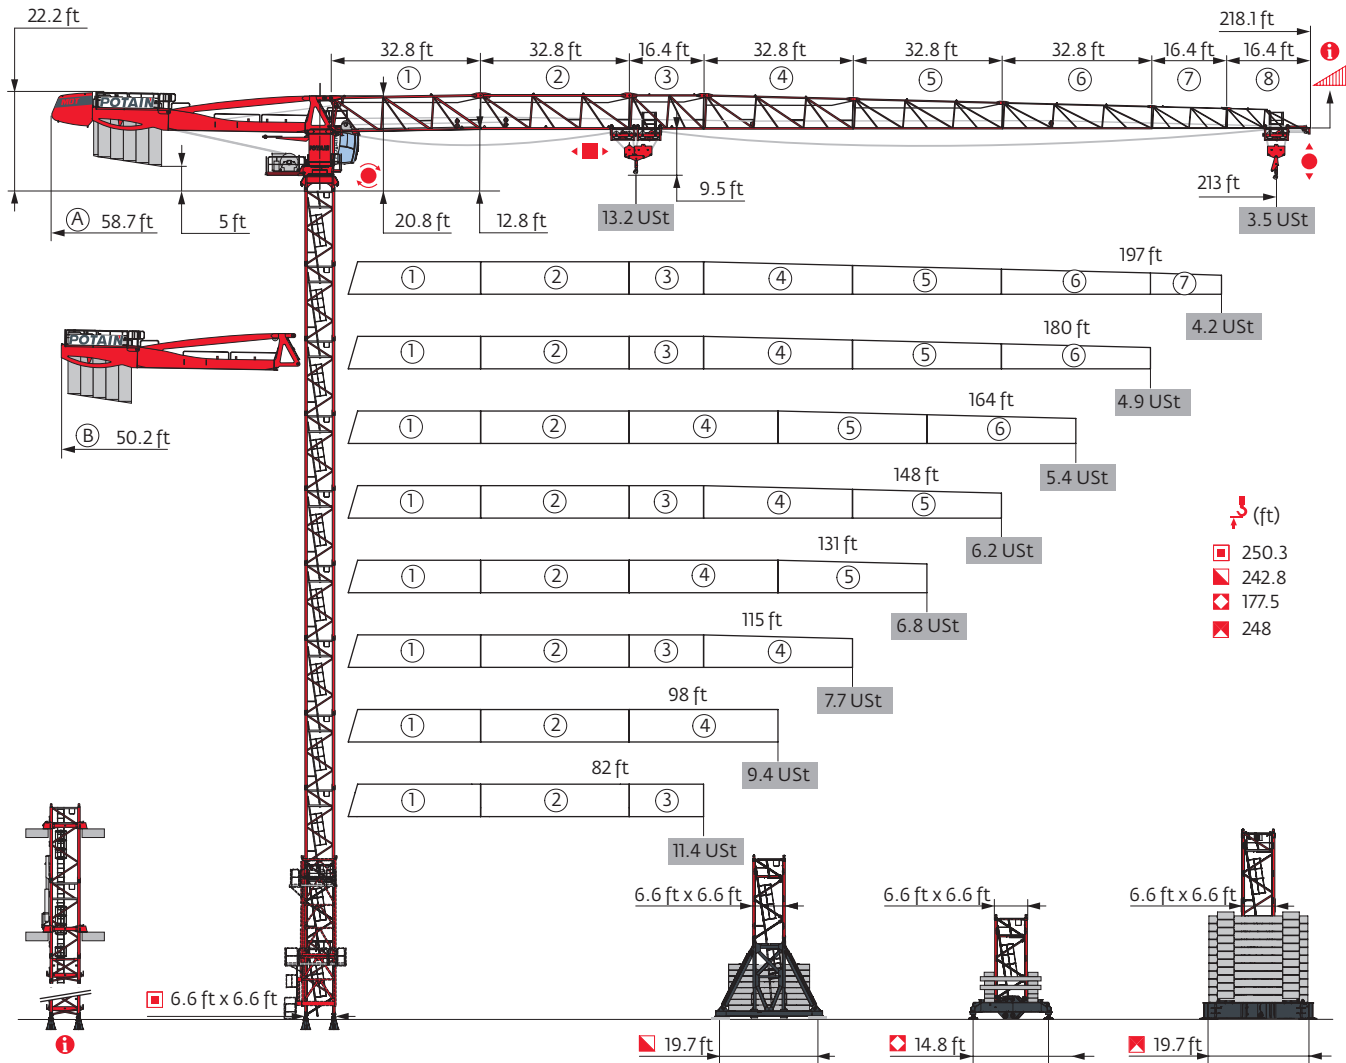 22.2 ft
218.1 ft
32.8 ft 32.8 ft 16.4 ft 32.8 ft 32.8 ft 32.8 ft 16.4 ft 16.4 ft
1 2 3 4 5 6 7 8
i
POTAIN
9.5 ft
213 ft
A 58.7 ft 5 ft 20.8 ft 12.8 ft 13.2 USt 3.5 USt
197 ft
1 2 3 4 5 6 7
4.2 USt
POTAIN
180 ft
1 2 3 4 5 6
4.9 USt
164 ft
B 50.2 ft
1 2 4 5 6
5.4 USt
148 ft
1 2 3 4 5
6.2 USt
(ft)
250.3
242.8
177.5
248
131 ft
1 2 4 5
6.8 USt
115 ft
1 2 3 4
7.7 USt
98 ft
1 2 4
9.4 USt
82 ft
1 2 3
11.4 USt
6.6 ft x 6.6 ft 6.6 ft x 6.6 ft 6.6 ft x 6.6 ft
6.6 ft x 6.6 ft
i
19.7 ft 14.8 ft 19.7 ft